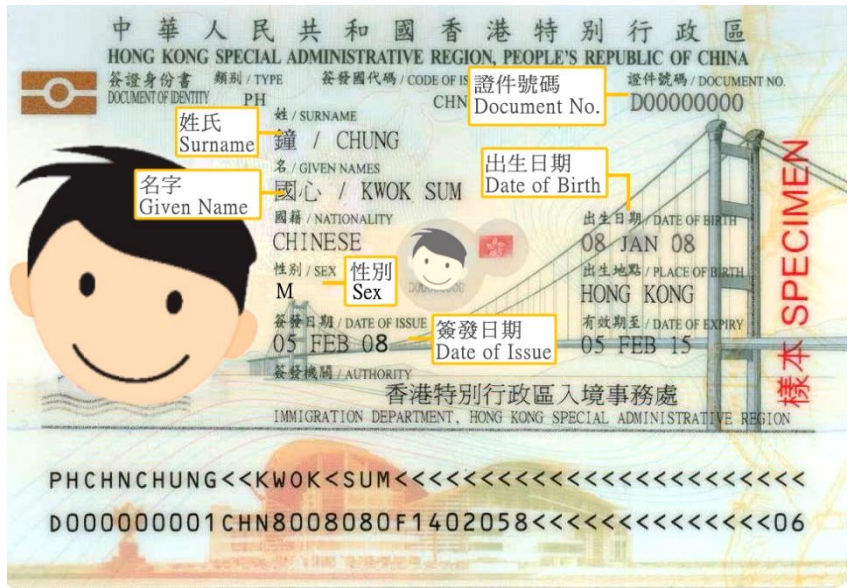 中華人民共和國香港特別行政區
HONG KONG SPECIAL ADMINISTRATIVE REGION, PEOPLE'S REPUBLIC OF CHINA
簽證身份書 類別 / TYPE 簽發國代碼 / CODE OF IS 證件號碼 / DOCUMENT NO.
DOCUMENT OF IDENTITY PH CHN D00000000
證件號碼
Document No.
姓 / SURNAME
姓氏
Surname
鐘 / CHUNG
名 / GIVEN NAMES
名字
Given Name
國心 / KWOK SUM
出生日期
Date of Birth
國籍 / NATIONALITY 出生日期 / DATE OF BIRTH
CHINESE 08 JAN 08
性別 / SEX 出生地點 / PLACE OF BIRTH
M HONG KONG
性別
Sex
簽發日期 / DATE OF ISSUE 有效期至 / DATE OF EXPIRY
05 FEB 08 05 FEB 15
簽發日期
Date of Issue
簽發機關 / AUTHORITY
香港特別行政區入境事務處
IMMIGRATION DEPARTMENT, HONG KONG SPECIAL ADMINISTRATIVE REGION
樣本 SPECIMEN
PHCHNCHUNG<<KWOK<SUM<<<<<<<<<<<<<<<<<<<<<<<<
D000000001CHN8008080F1402058<<<<<<<<<<<<<<06